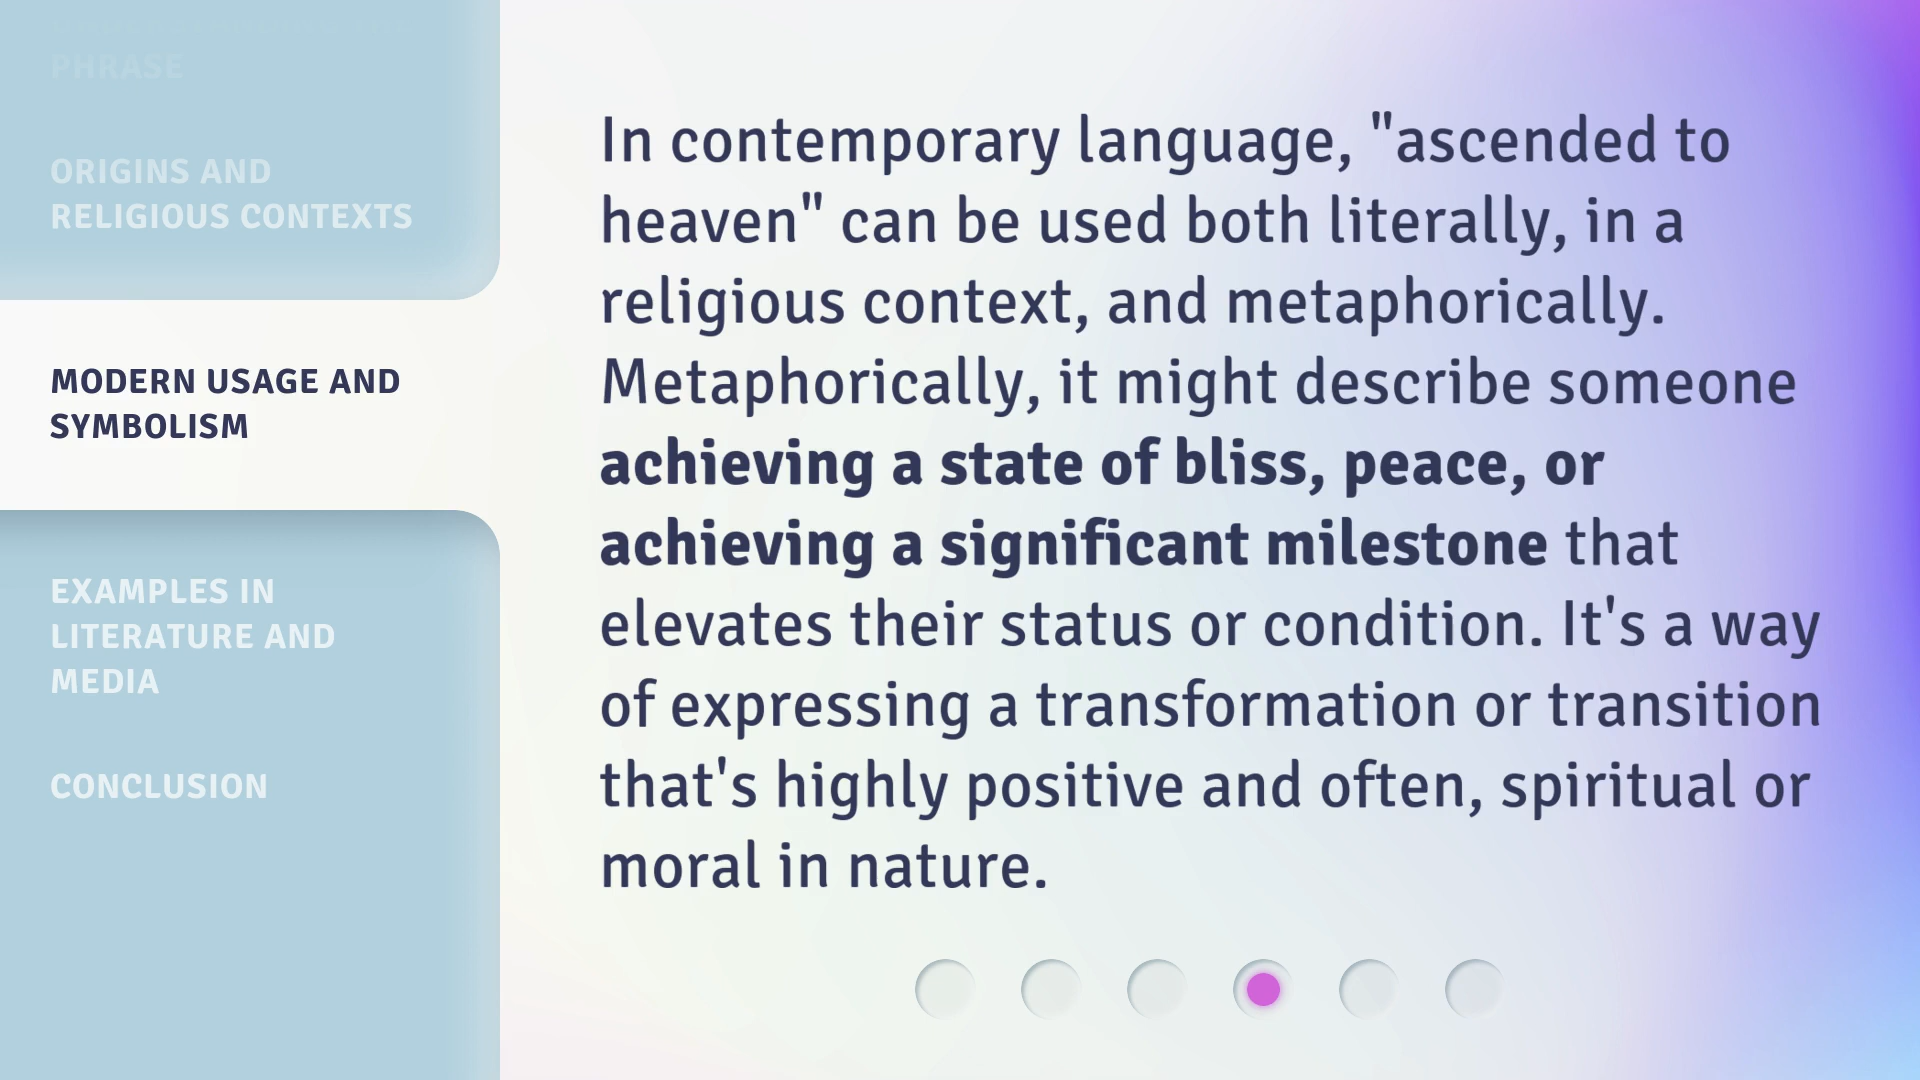 PHRASE
ORIGINS AND
RELIGIOUS CONTEXTS
MODERN USAGE AND
SYMBOLISM
EXAMPLES IN
LITERATURE AND
MEDIA
CONCLUSION
In contemporary language, "ascended to
heaven" can be used both literally, in a
religious context, and metaphorically.
Metaphorically, it might describe someone
achieving a state of bliss, peace, or
achieving a significant milestone that
elevates their status or condition. It's a way
of expressing a transformation or transition
that's highly positive and often, spiritual or
moral in nature.